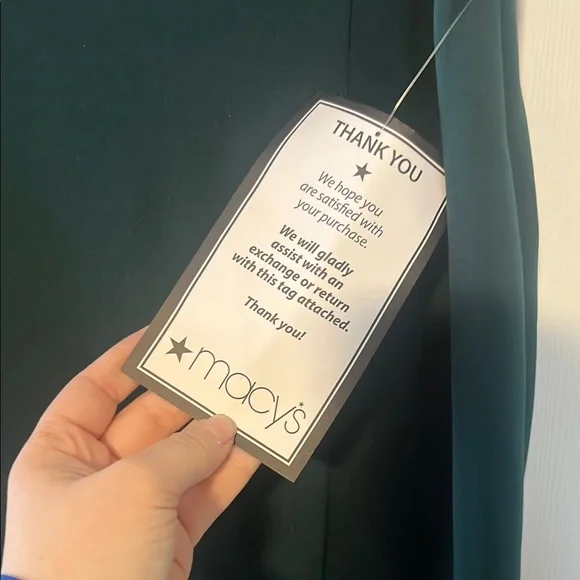 THANK YOU
We hope you
are satisfied with
your purchase.
We will gladly
assist with an
exchange or return
with this tag attached.
Thank you!
★macy's